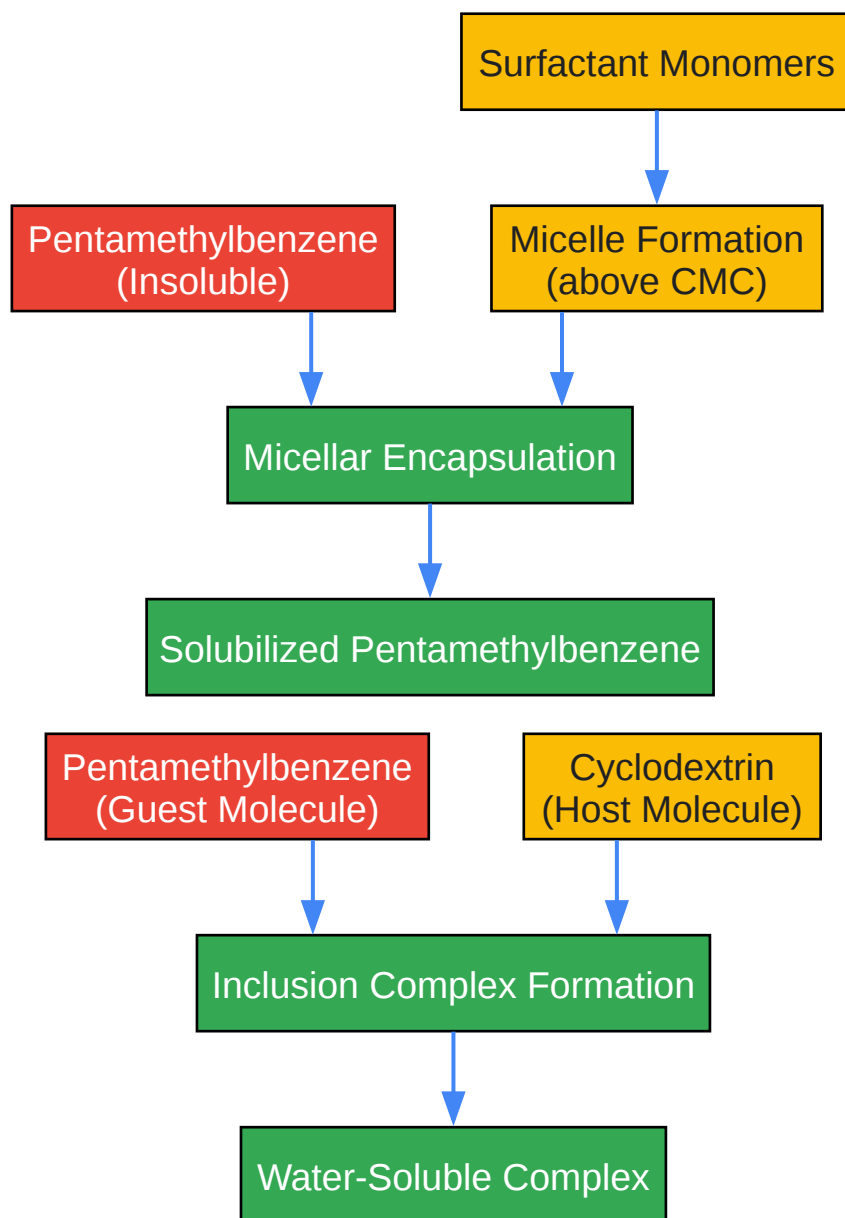 Surfactant Monomers
Pentamethylbenzene
(Insoluble)
Micelle Formation
(above CMC)
Micellar Encapsulation
Solubilized Pentamethylbenzene
Pentamethylbenzene
(Guest Molecule)
Cyclodextrin
(Host Molecule)
Inclusion Complex Formation
Water-Soluble Complex